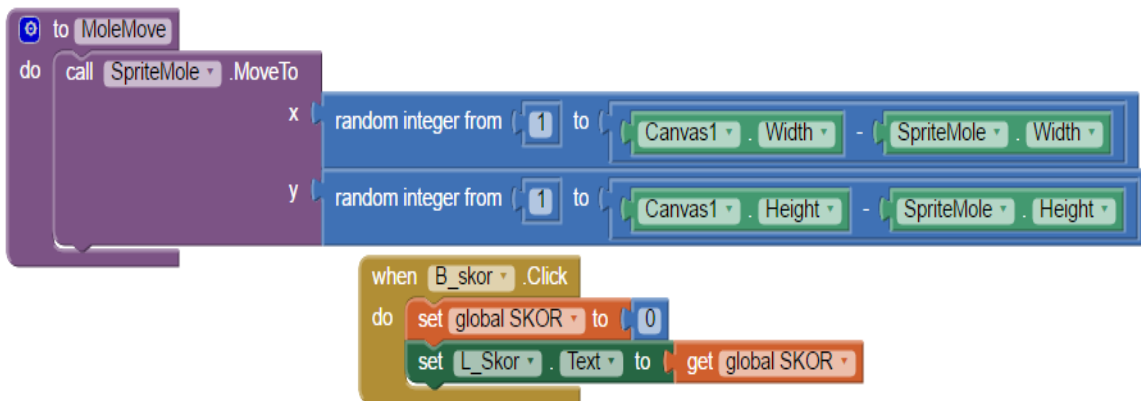 to MoleMove
do call SpriteMole .MoveTo
x random integer from 1 to Canvas1 . Width - SpriteMole . Width
y random integer from 1 to Canvas1 . Height - SpriteMole . Height
when B_skor .Click
do set global SKOR to 0
set L_Skor . Text to get global SKOR